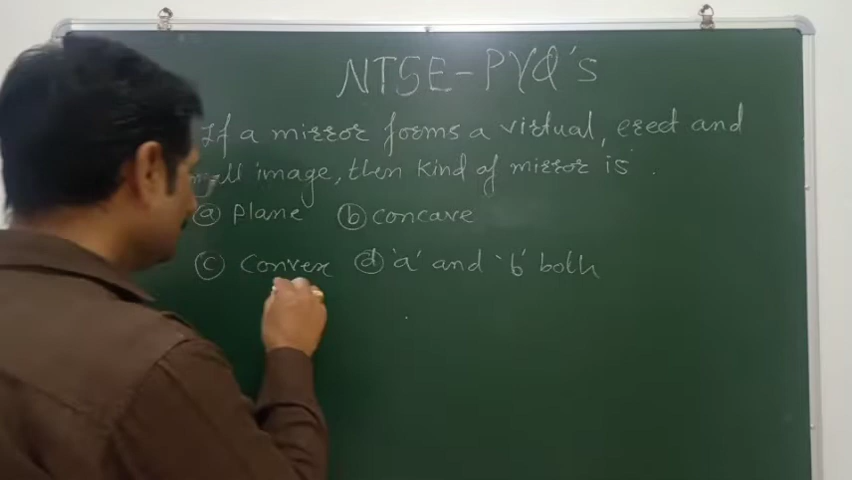 NTSE-PYQ's
If a mirror forms a virtual, erect and
small image, then kind of mirror is .
(a) Plane (b) concave
(c) Convex (d) 'a' and 'b' both